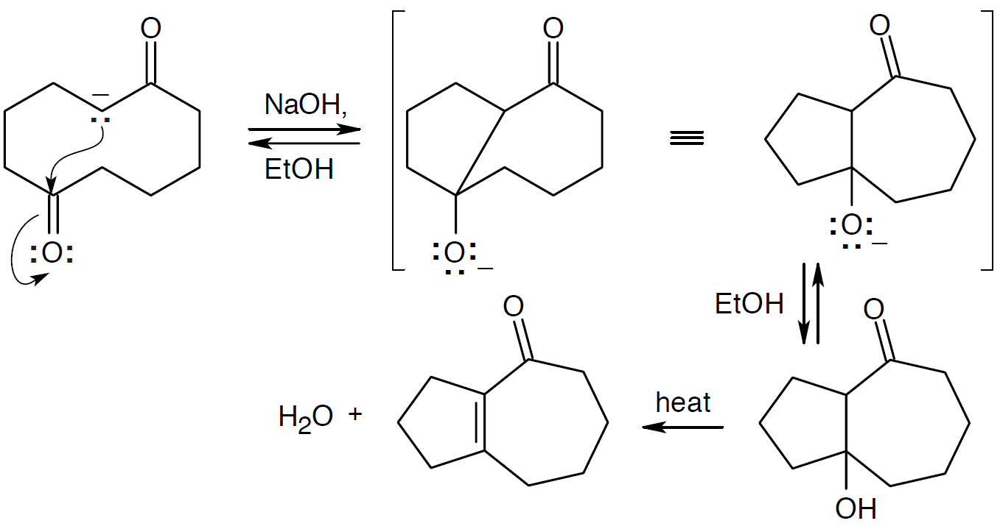 O
O
O
NaOH,
EtOH
:O:
:O: –
:O: –
EtOH
O
O
H₂O +
heat
OH